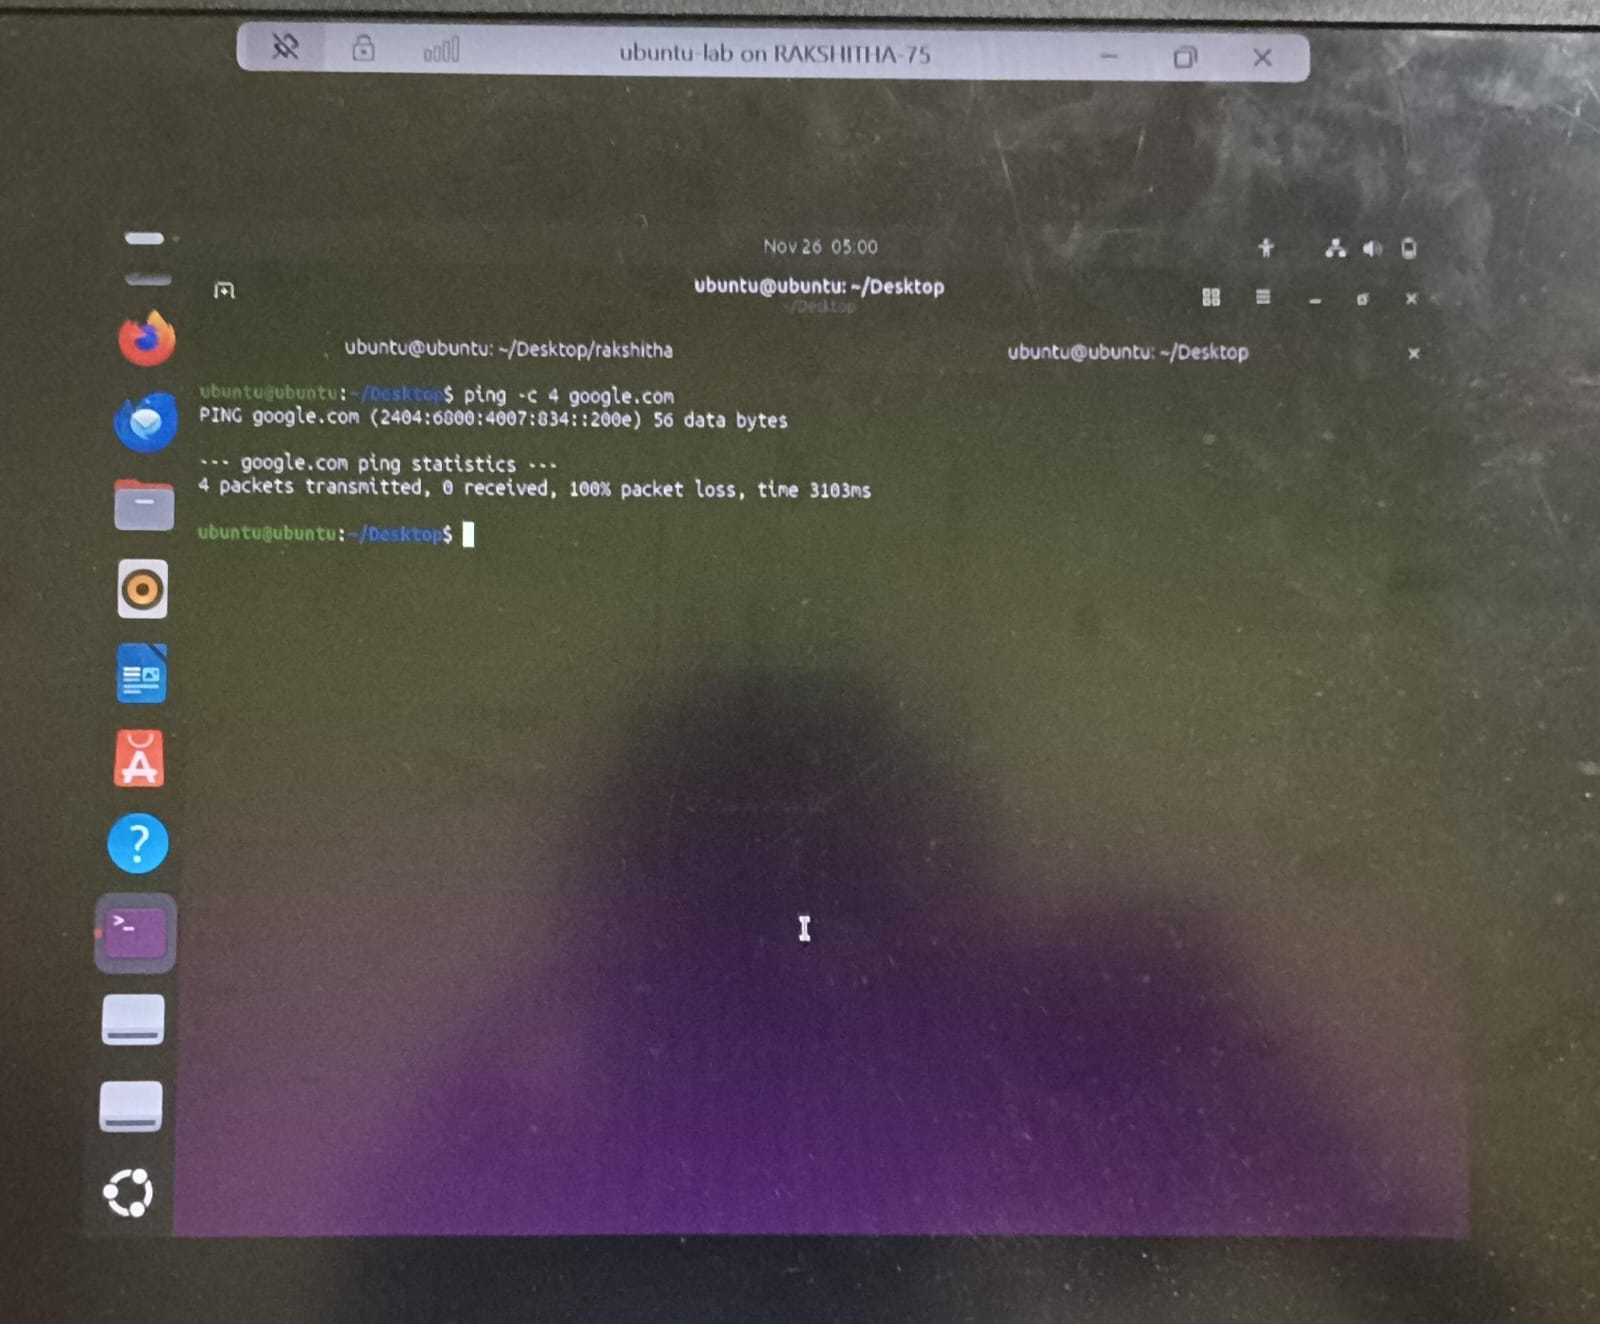 ubuntu-lab on RAKSHITHA-75
Nov 26 05:00
ubuntu@ubuntu: ~/Desktop
~/Desktop
ubuntu@ubuntu: ~/Desktop/rakshitha
ubuntu@ubuntu: ~/Desktop
ubuntu@ubuntu:~/Desktop$ ping -c 4 google.com
PING google.com (2404:6800:4007:834::200e) 56 data bytes
--- google.com ping statistics ---
4 packets transmitted, 0 received, 100% packet loss, time 3103ms
ubuntu@ubuntu:~/Desktop$